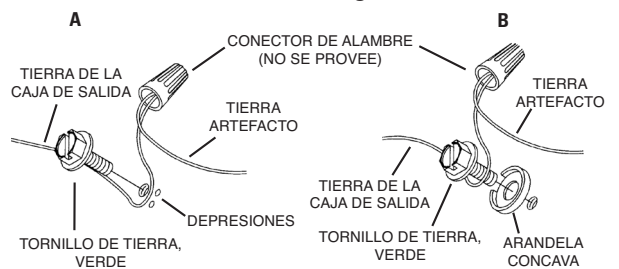 A
B
CONECTOR DE ALAMBRE
(NO SE PROVEE)
TIERRA DE LA
CAJA DE SALIDA
TIERRA
ARTEFACTO
TIERRA
ARTEFACTO
DEPRESIONES
TIERRA DE LA
CAJA DE SALIDA
TORNILLO DE TIERRA,
VERDE
TORNILLO DE TIERRA,
VERDE
ARANDELA
CONCAVA